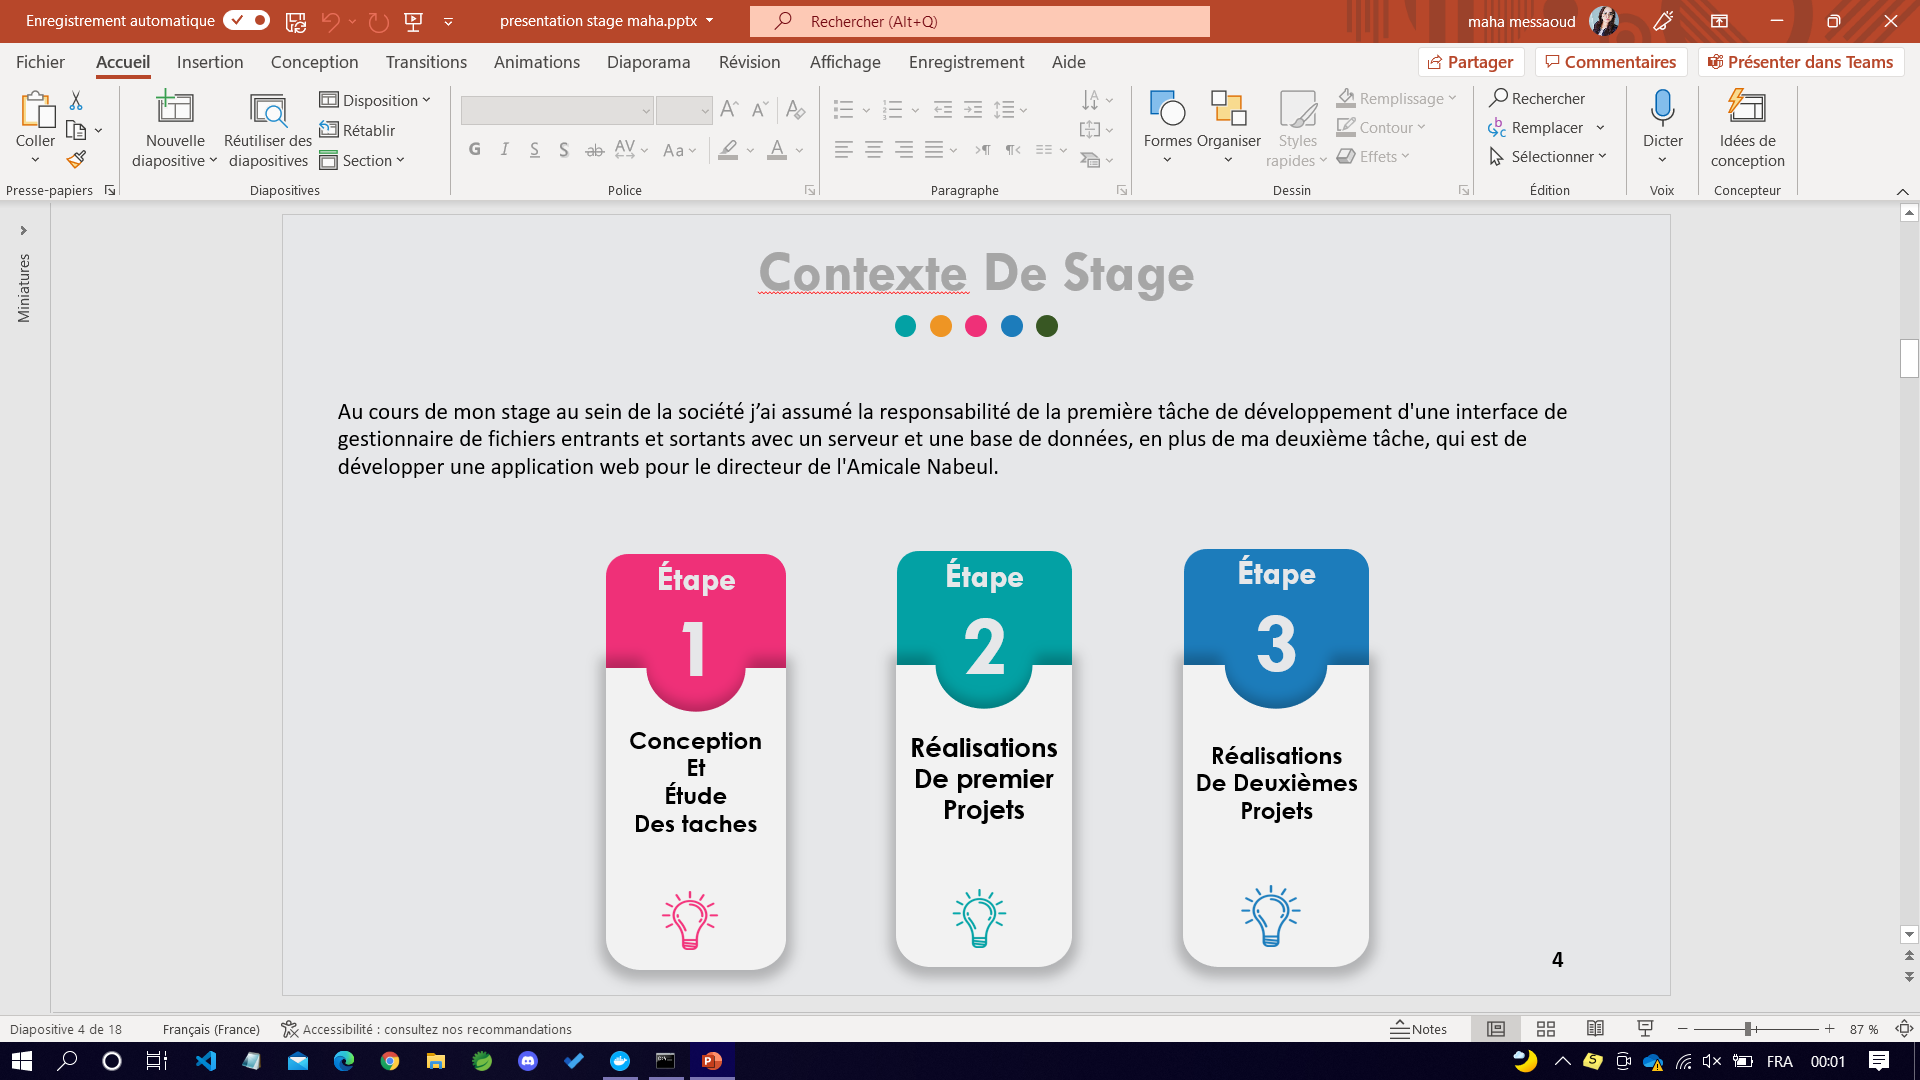 Enregistrement automatique
presentation stage maha.pptx
Rechercher (Alt+Q)
maha messaoud
Fichier Accueil Insertion Conception Transitions Animations Diaporama Révision Affichage Enregistrement Aide
Partager Commentaires Présenter dans Teams
Coller
Nouvelle diapositive
Réutiliser des diapositives
Disposition
Rétablir
Section
G I S S ab AV Aa A
Formes
Organiser
Styles rapides
Remplissage
Contour
Effets
Rechercher
Remplacer
Sélectionner
Dicter
Idées de conception
Presse-papiers Diapositives Police Paragraphe Dessin Édition Voix Concepteur
Miniatures
Contexte De Stage
Au cours de mon stage au sein de la société j’ai assumé la responsabilité de la première tâche de développement d'une interface de
gestionnaire de fichiers entrants et sortants avec un serveur et une base de données, en plus de ma deuxième tâche, qui est de
développer une application web pour le directeur de l'Amicale Nabeul.
Étape
1
Conception
Et
Étude
Des taches
Étape
2
Réalisations
De premier
Projets
Étape
3
Réalisations
De Deuxièmes
Projets
4
Diapositive 4 de 18 Français (France) Accessibilité : consultez nos recommandations
Notes 87 %
FRA 00:01